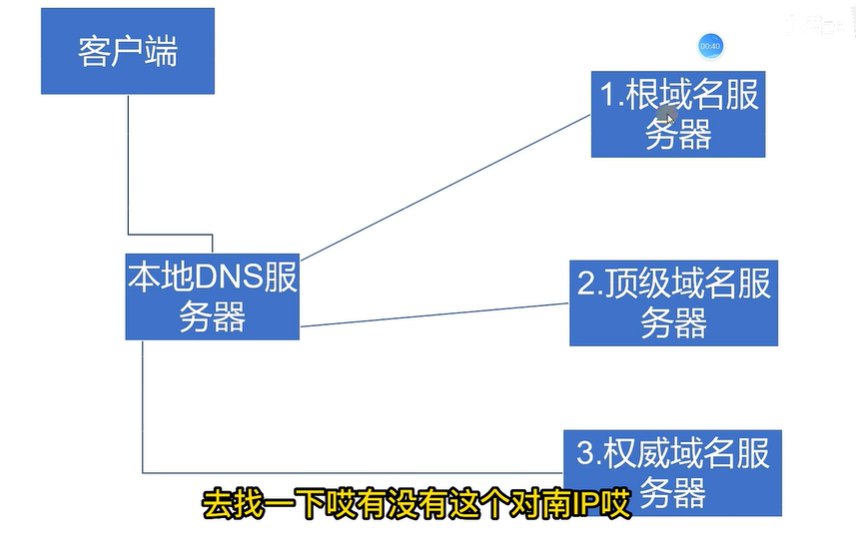 客户端
00:40
1.根域名服
务器
本地DNS服
务器
2.顶级域名服
务器
3.权威域名服
务器
去找一下哎有没有这个对南IP哎